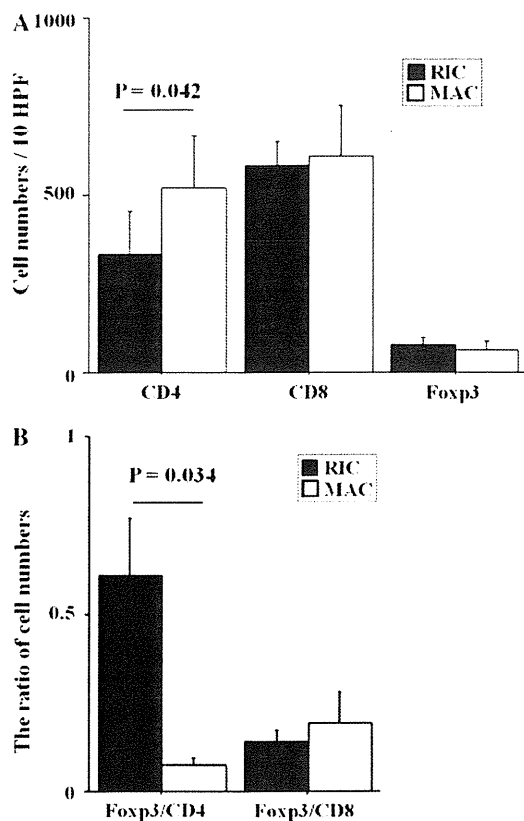 A
1000
RIC
MAC
P = 0.042
Cell numbers / 10 HPF
500
0
CD4 CD8 Foxp3
B
1
RIC
MAC
P = 0.034
The ratio of cell numbers
0.5
0
Foxp3/CD4 Foxp3/CD8